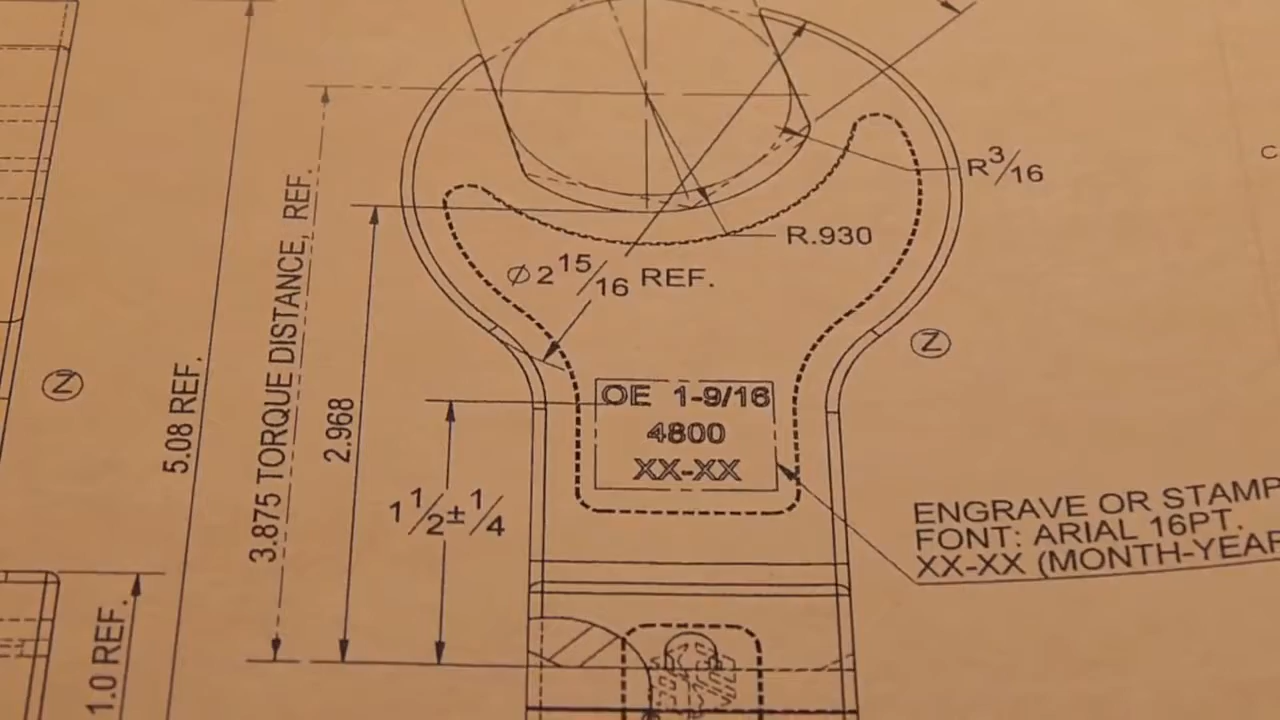 R3/16
R.930
Ø2 15/16 REF.
3.875 TORQUE DISTANCE, REF.
5.08 REF.
2.968
1 1/2±1/4
1.0 REF.
Z
Z
OE 1-9/16
4800
XX-XX
ENGRAVE OR STAMP
FONT: ARIAL 16PT.
XX-XX (MONTH-YEAR
C